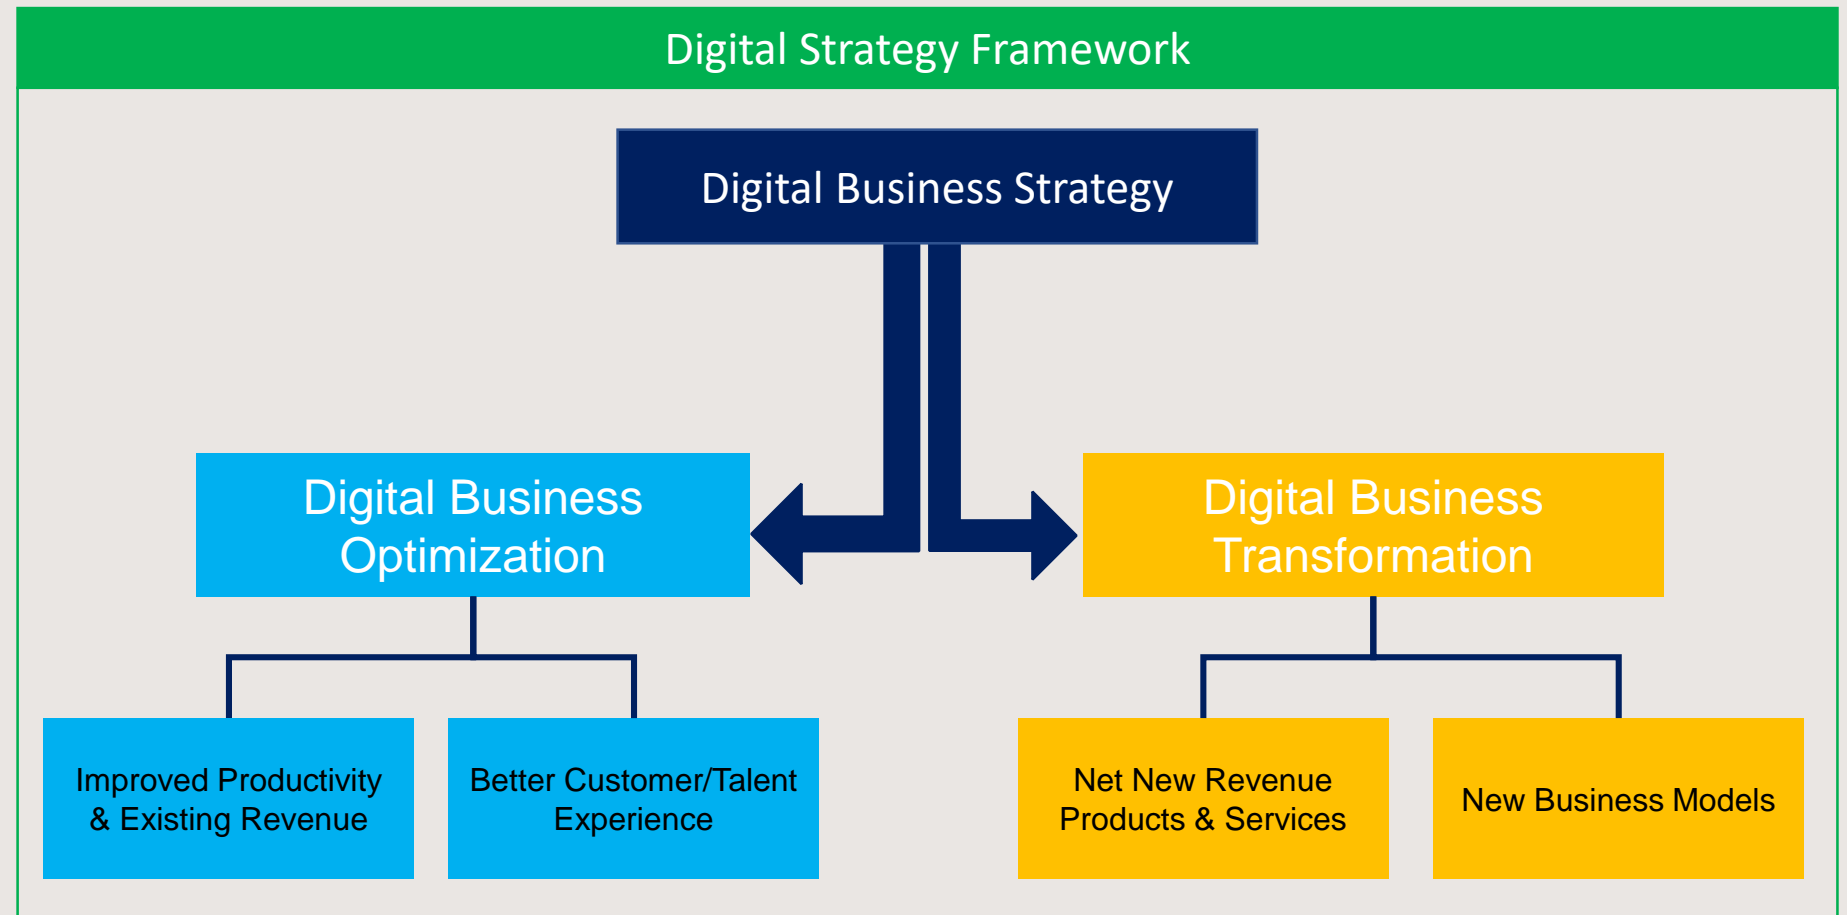 Digital Strategy Framework
Digital Business Strategy
Digital Business
Optimization
Digital Business
Transformation
Improved Productivity
& Existing Revenue
Better Customer/Talent
Experience
Net New Revenue
Products & Services
New Business Models